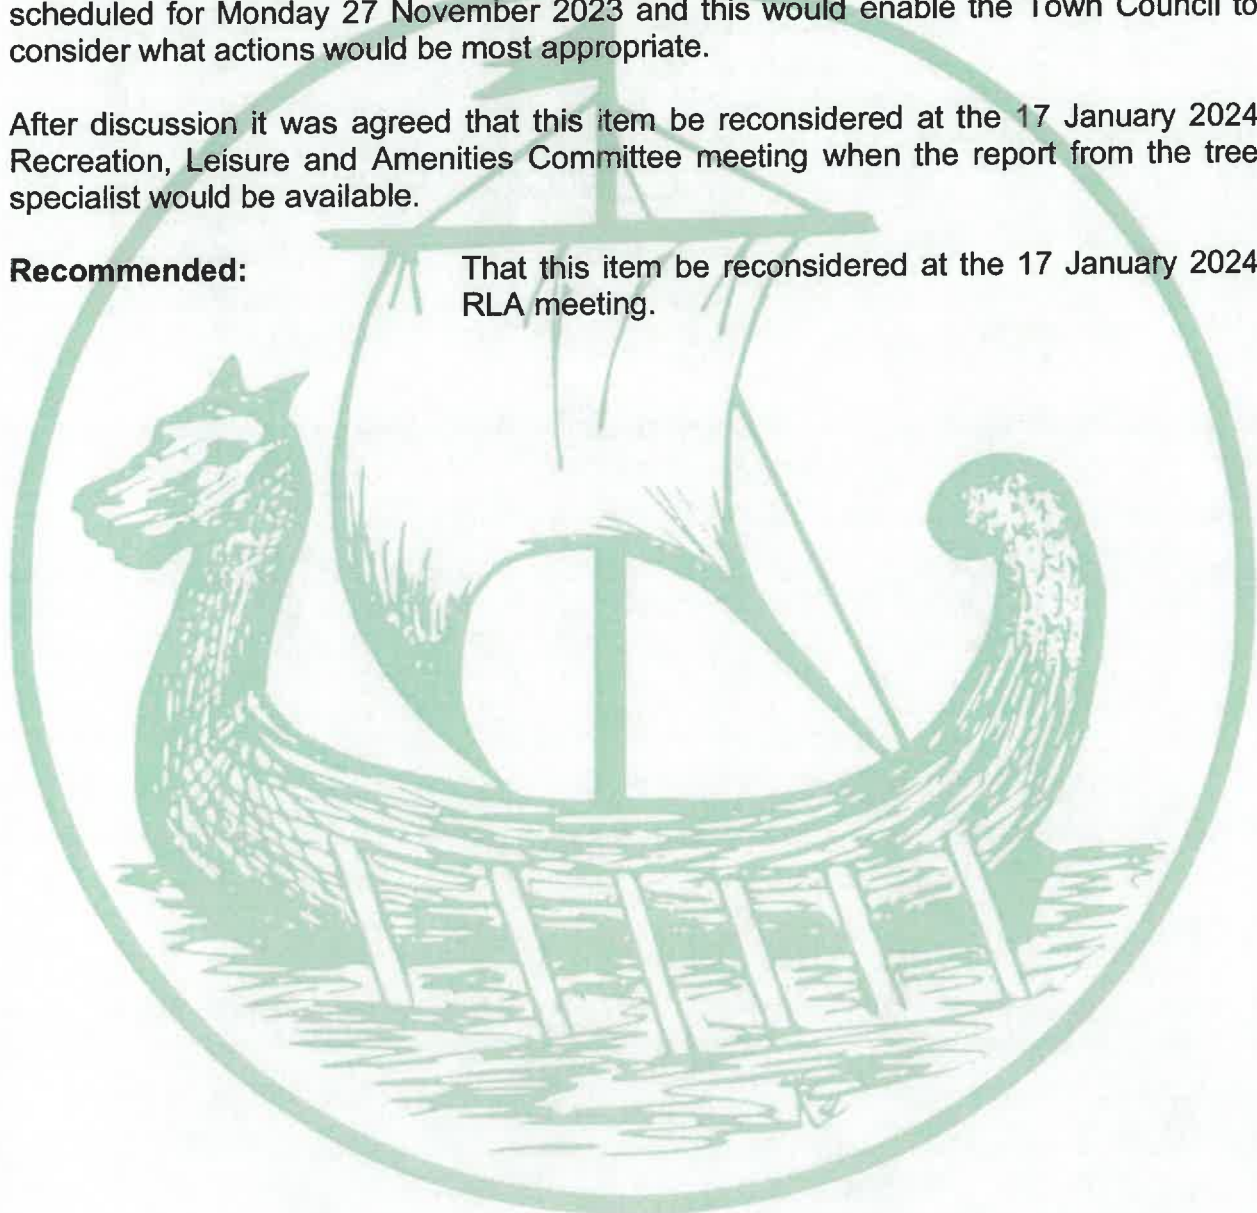 scheduled for Monday 27 November 2023 and this would enable the Town Council to
consider what actions would be most appropriate.
After discussion it was agreed that this item be reconsidered at the 17 January 2024
Recreation, Leisure and Amenities Committee meeting when the report from the tree
specialist would be available.
Recommended: That this item be reconsidered at the 17 January 2024
RLA meeting.